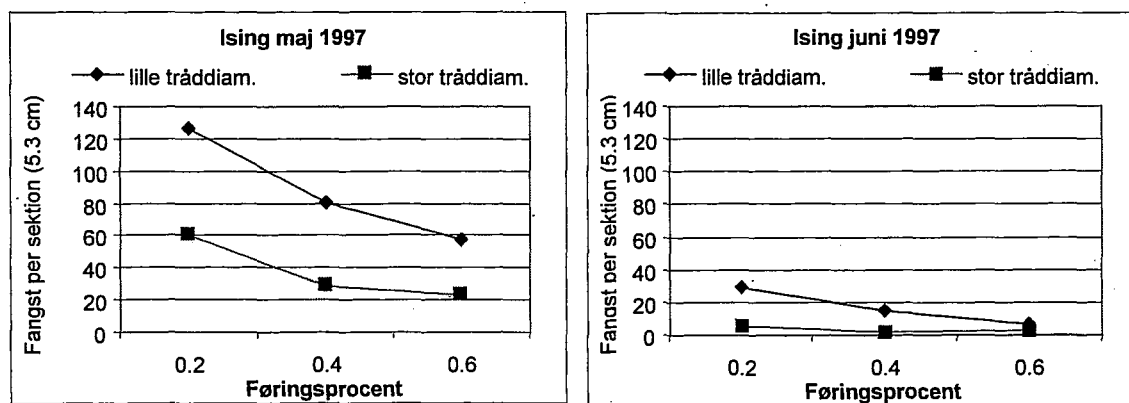 Ising maj 1997
lille tråddiam.
stor tråddiam.
Fangst per sektion (5.3 cm)
140
120
100
80
60
40
20
0
0.2
0.4
0.6
Føringsprocent
Ising juni 1997
lille tråddiam.
stor tråddiam.
Fangst per sektion (5.3 cm)
140
120
100
80
60
40
20
0
0.2
0.4
0.6
Føringsprocent